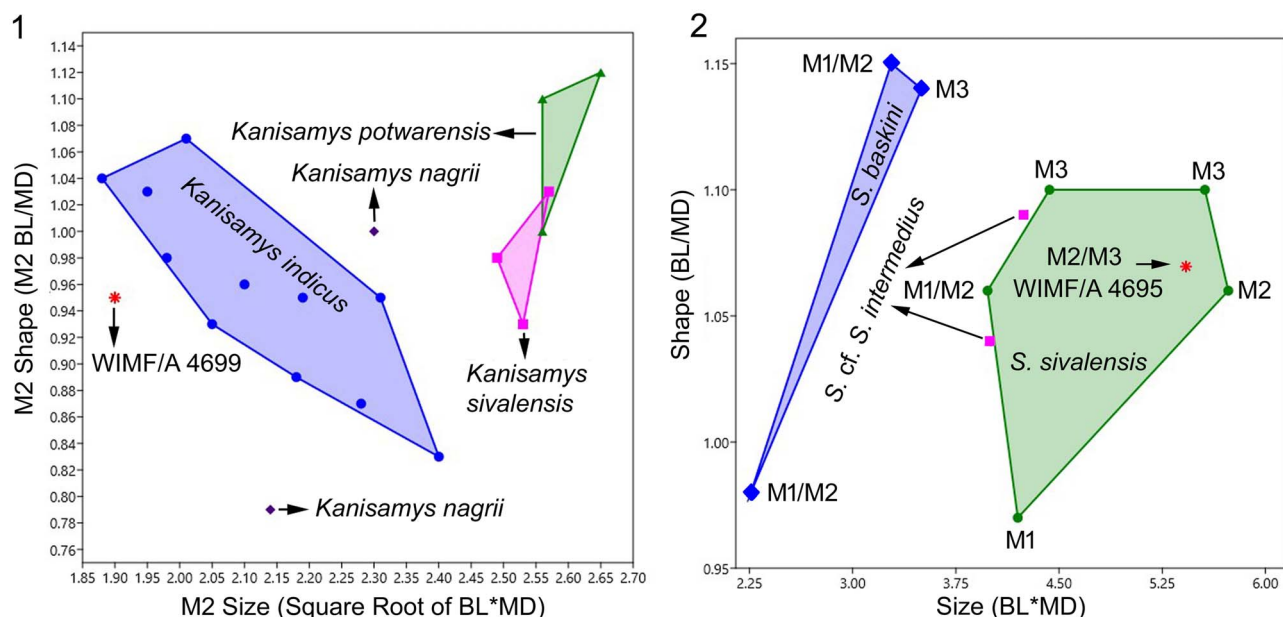 1
1.14
1.12
1.10
1.08
1.06
1.04
1.02
1.00
0.98
0.96
0.94
0.92
0.90
0.88
0.86
0.84
0.82
0.80
0.78
0.76
M2 Shape (M2 BL/MD)
Kanisamys potwarensis
Kanisamys nagrii
Kanisamys indicus
WIMF/A 4699
Kanisamys
sivalensis
Kanisamys nagrii
1.85 1.90 1.95 2.00 2.05 2.10 2.15 2.20 2.25 2.30 2.35 2.40 2.45 2.50 2.55 2.60 2.65 2.70
M2 Size (Square Root of BL*MD)
2
1.15
1.10
1.05
1.00
0.95
Shape (BL/MD)
M1/M2
M3
S. baskini
S. cf. S. intermedius
M3
M3
M2/M3
WIMF/A 4695
M1/M2
M2
S. sivalensis
M1/M2
M1
2.25 3.00 3.75 4.50 5.25 6.00
Size (BL*MD)